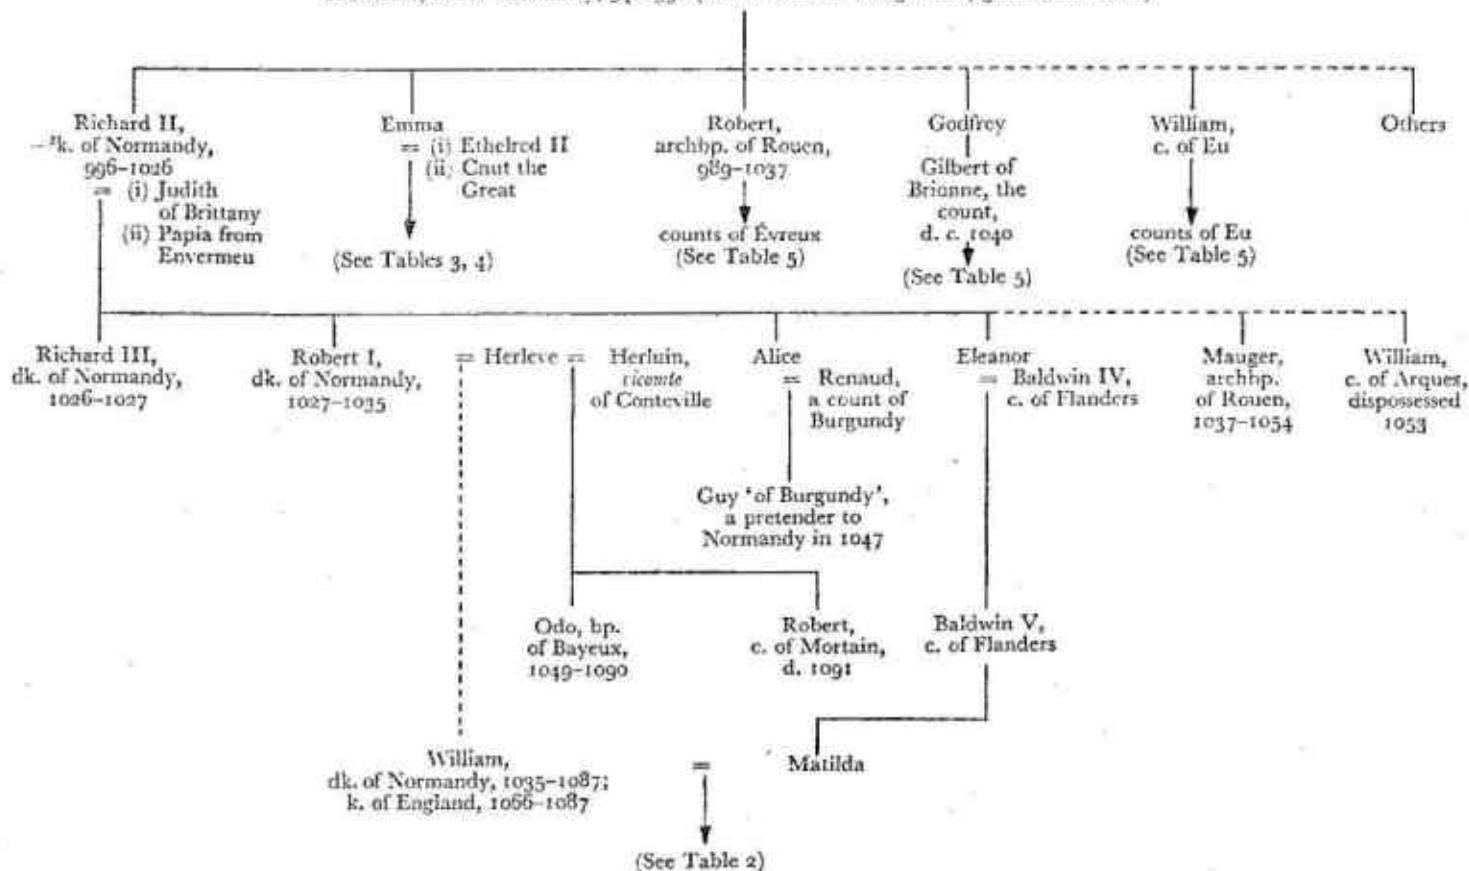 Richard II,
k. of Normandy,
996–1026
= (i) Judith
of Brittany
(ii) Papia from
Envermeu
Emma
= (i) Ethelred II
(ii) Cnut the
Great
(See Tables 3, 4)
Robert,
archbp. of Rouen,
989–1037
counts of Évreux
(See Table 5)
Godfrey
Gilbert of
Brionne, the
count,
d. c. 1040
(See Table 5)
William,
c. of Eu
counts of Eu
(See Table 5)
Others
Richard III,
dk. of Normandy,
1026–1027
Robert I,
dk. of Normandy,
1027–1035
= Herleve =
Herluin,
vicomte
of Conteville
Alice
= Renaud,
a count of
Burgundy
Eleanor
= Baldwin IV,
c. of Flanders
Mauger,
archbp.
of Rouen,
1037–1054
William,
c. of Arques,
dispossessed
1053
Guy ‘of Burgundy’,
a pretender to
Normandy in 1047
Odo, bp.
of Bayeux,
1049–1090
Robert,
c. of Mortain,
d. 1091
Baldwin V,
c. of Flanders
William,
dk. of Normandy, 1035–1087;
k. of England, 1066–1087
=
Matilda
(See Table 2)